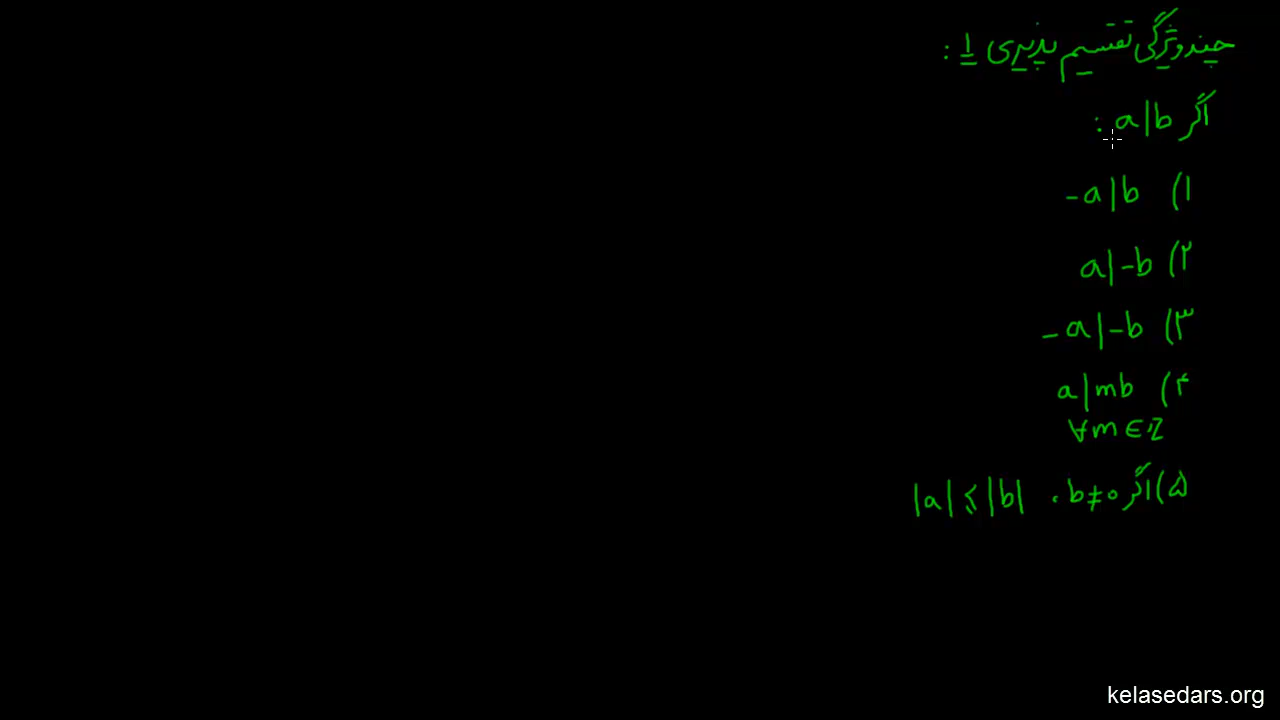 چند ویژگی تقسیم پذیری ۱ :
اگر a|b :
۱) -a|b
۲) a|-b
۳) -a|-b
۴) a|mb
∀m∈ℤ
۵) اگر b≠0 . |a|⩽|b|
kelasedars.org